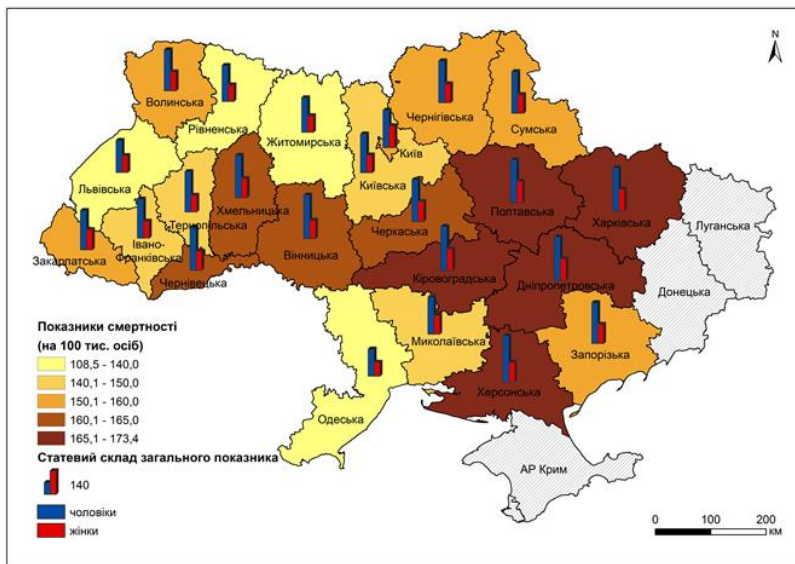 N
Волинська
Рівненська
Житомирська
Чернігівська
Сумська
Київ
Київська
Львівська
Тернопільська
Хмельницька
Вінницька
Черкаська
Полтавська
Харківська
Луганська
Закарпатська
Івано-
Франківська
Чернівецька
Кіровоградська
Дніпропетровська
Донецька
Миколаївська
Запорізька
Одеська
Херсонська
АР Крим
Показники смертності
(на 100 тис. осіб)
108,5 - 140,0
140,1 - 150,0
150,1 - 160,0
160,1 - 165,0
165,1 - 173,4
Статевий склад загального показника
140
чоловіки
жінки
0 100 200
км